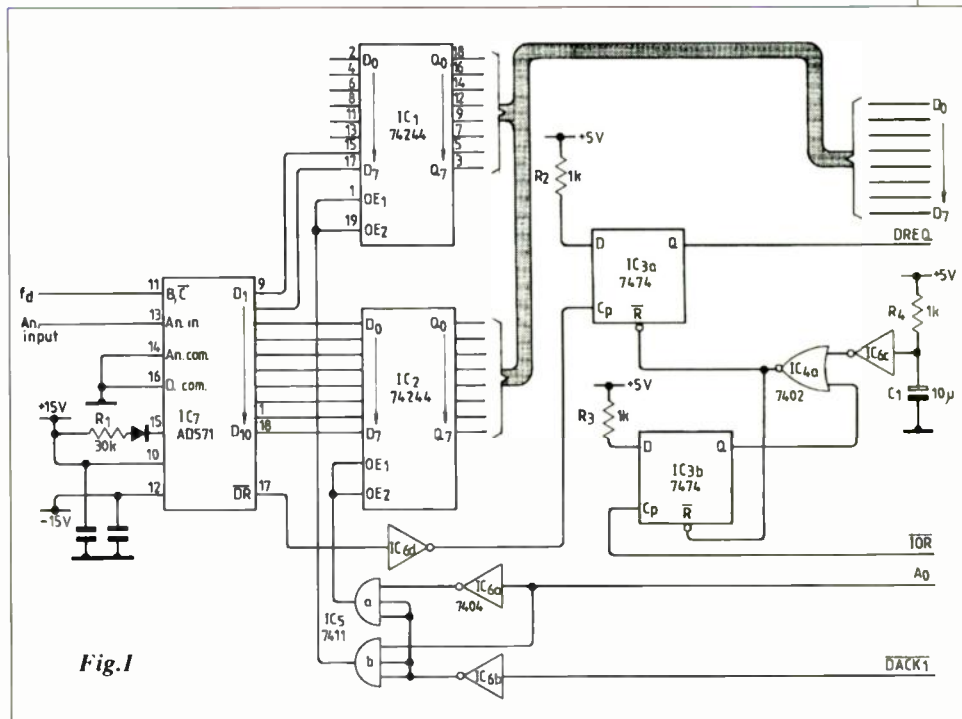 2 D0 Q0 18
4 16
6 14
8 12
11 9
13 7
15 5
17 D7 Q7 3
IC1
74244
1 OE1
19 OE2
D0
D7
+5V
R2 1k
D Q
IC3a
7474
Cp R
DREQ
fd
11 B,C D1 9
An. input
13 An. in
14 An. com.
16 D. com.
+15V
R1
30k
15 IC7
AD571
10
12
-15V
1
D10 18
DR 17
D0 Q0
IC2
74244
D7 Q7
OE1
OE2
+5V
R4 1k
IC6c
IC4a
7402
C1 10µ
+5V
R3 1k
D Q
IC3b
7474
Cp R
IOR
IC6d
A0
IC6a
7404
IC5
7411
a
b
IC6b
DACK1
Fig.1